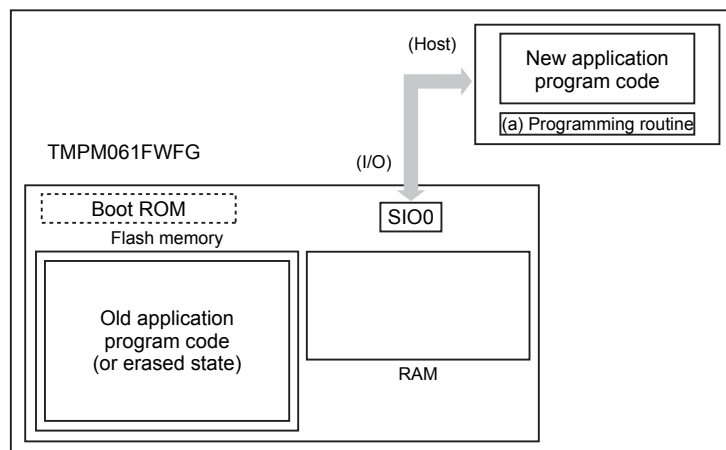 (Host)
New application
program code
(a) Programming routine
TMPM061FWFG
(I/O)
Boot ROM
SIO0
Flash memory
Old application
program code
(or erased state)
RAM